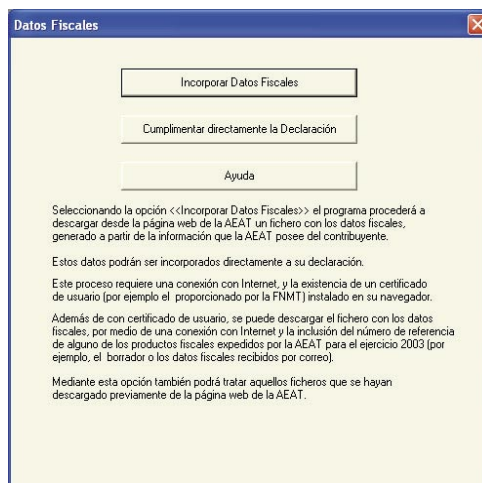 Datos Fiscales
Incorporar Datos Fiscales
Cumplimentar directamente la Declaración
Ayuda
Seleccionando la opción <<Incorporar Datos Fiscales>> el programa procederá a
descargar desde la página web de la AEAT un fichero con los datos fiscales,
generado a partir de la información que la AEAT posee del contribuyente.
Estos datos podrán ser incorporados directamente a su declaración.
Este proceso requiere una conexión con Internet, y la existencia de un certificado
de usuario (por ejemplo el proporcionado por la FNMT) instalado en su navegador.
Además de con certificado de usuario, se puede descargar el fichero con los datos
fiscales, por medio de una conexión con Internet y la inclusión del número de referencia
de alguno de los productos fiscales expedidos por la AEAT para el ejercicio 2003 (por
ejemplo, el borrador o los datos fiscales recibidos por correo).
Mediante esta opción también podrá tratar aquellos ficheros que se hayan
descargado previamente de la página web de la AEAT.